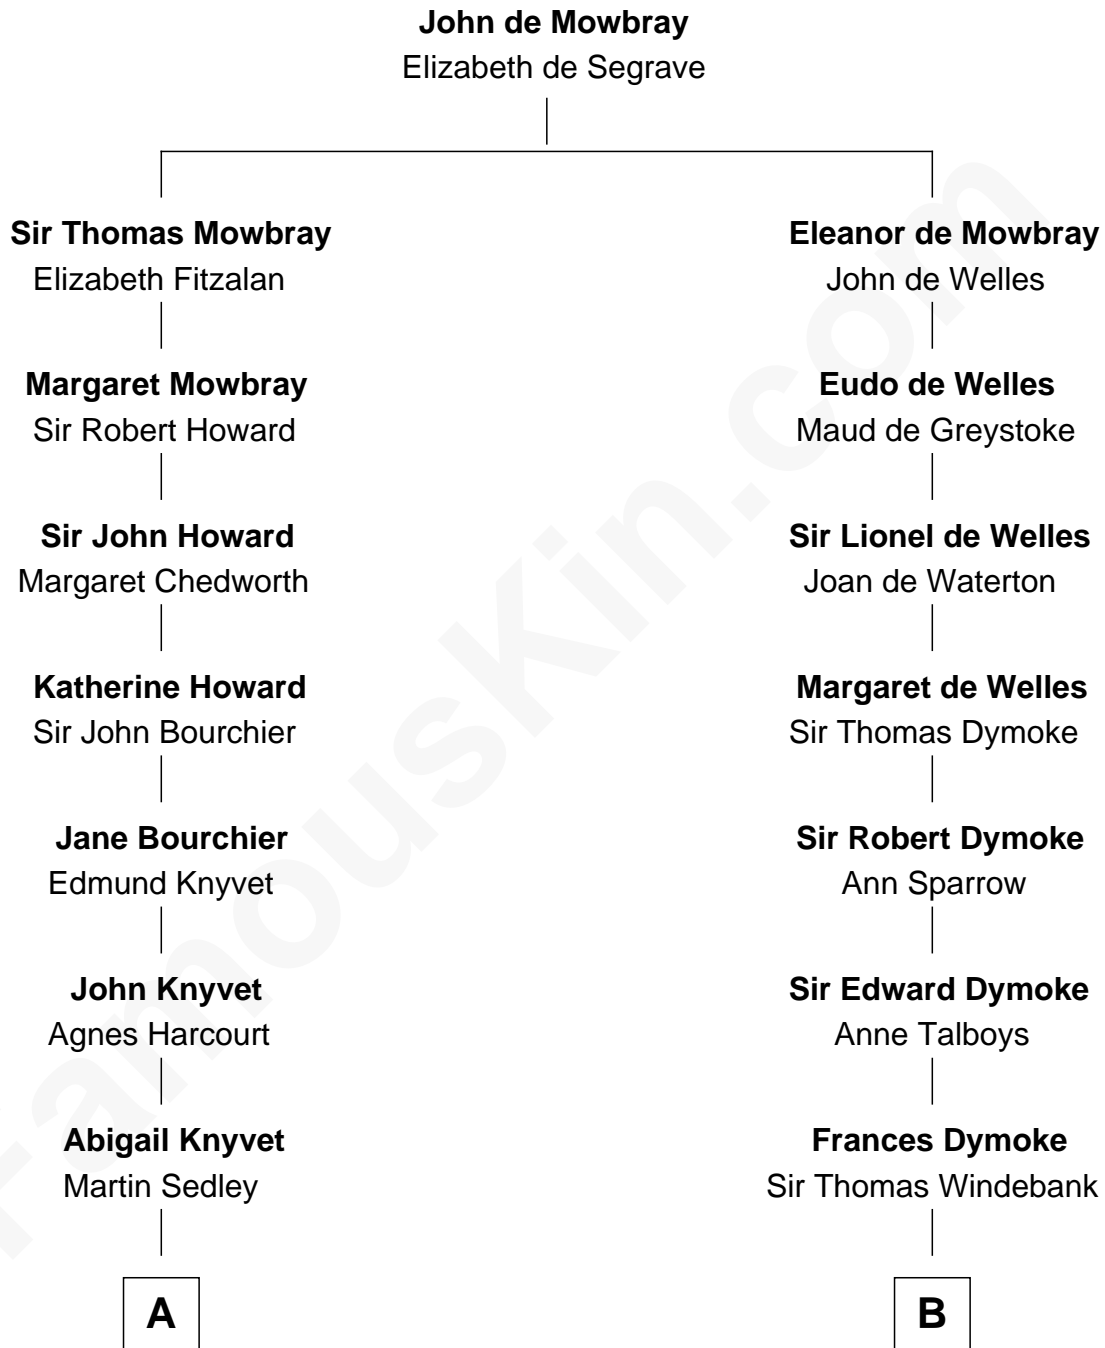 John de Mowbray
Elizabeth de Segrave
Sir Thomas Mowbray
Elizabeth Fitzalan
Margaret Mowbray
Sir Robert Howard
Sir John Howard
Margaret Chedworth
Katherine Howard
Sir John Bourchier
Jane Bourchier
Edmund Knyvet
John Knyvet
Agnes Harcourt
Abigail Knyvet
Martin Sedley
A
Eleanor de Mowbray
John de Welles
Eudo de Welles
Maud de Greystoke
Sir Lionel de Welles
Joan de Waterton
Margaret de Welles
Sir Thomas Dymoke
Sir Robert Dymoke
Ann Sparrow
Sir Edward Dymoke
Anne Talboys
Frances Dymoke
Sir Thomas Windebank
B
FamousKin.com